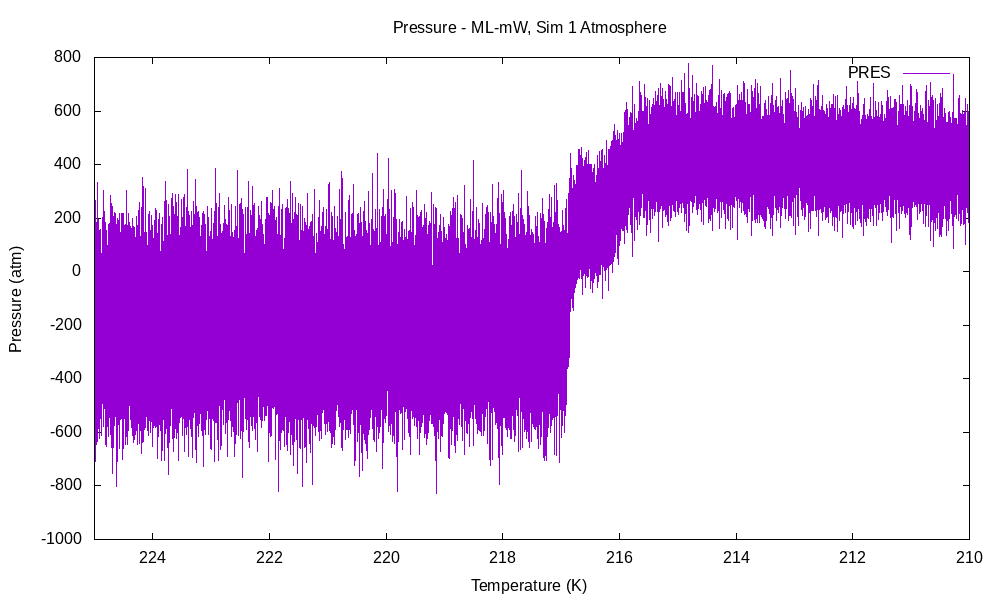 Pressure - ML-mW, Sim 1 Atmosphere
PRES
Pressure (atm)
800
600
400
200
0
-200
-400
-600
-800
-1000
224 222 220 218 216 214 212 210
Temperature (K)